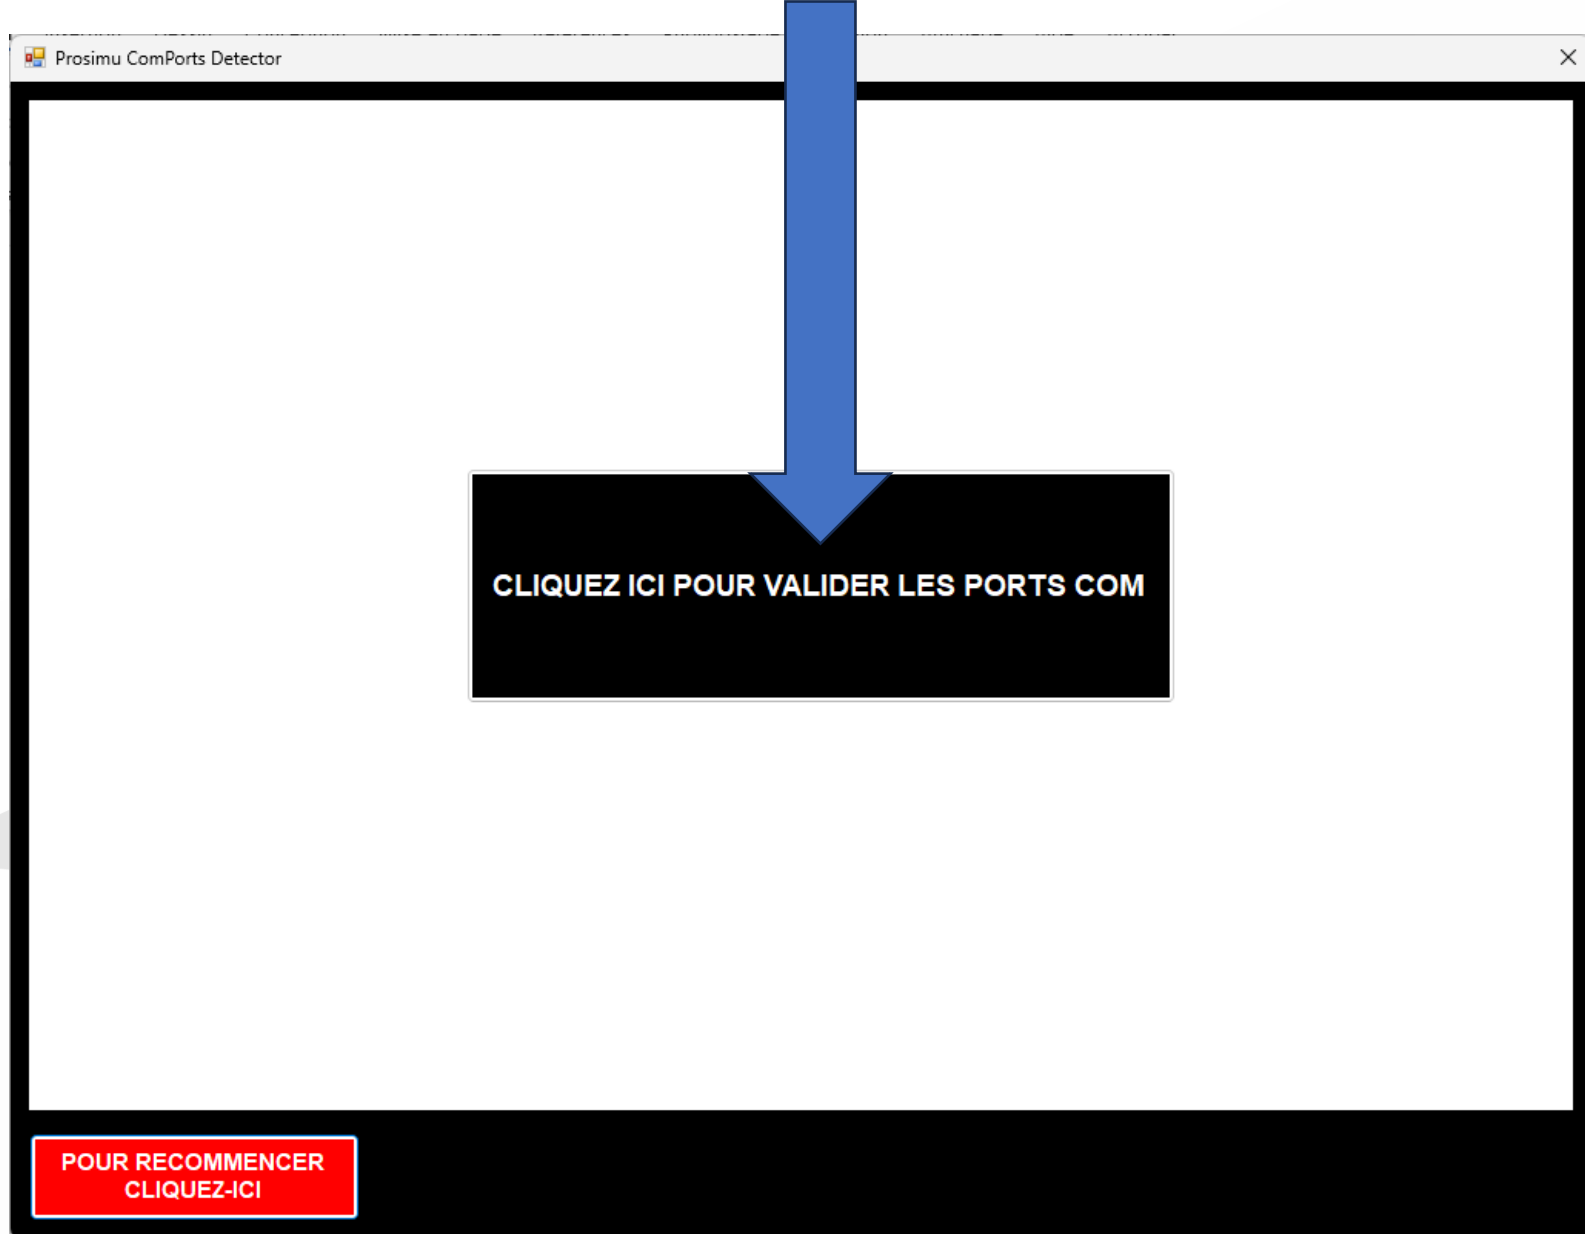 Prosimu ComPorts Detector
CLIQUEZ ICI POUR VALIDER LES PORTS COM
POUR RECOMMENCER
CLIQUEZ-ICI